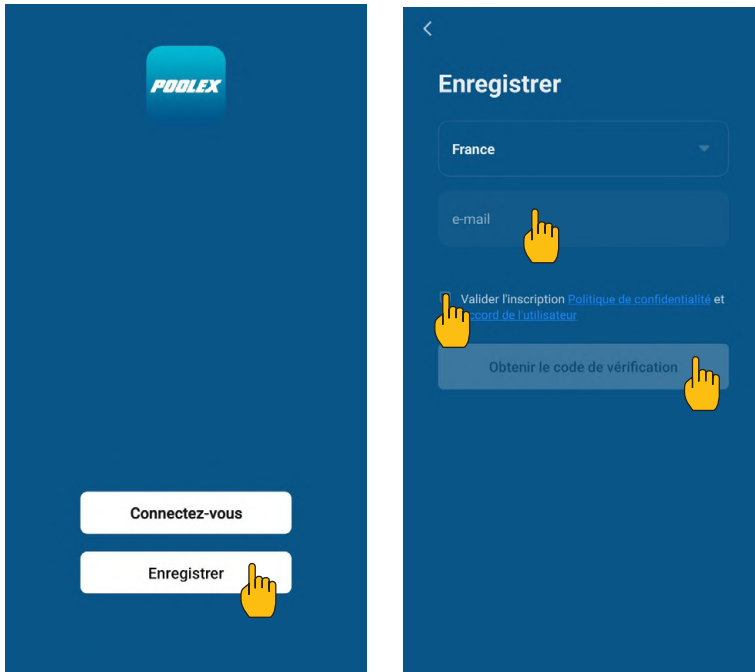 POOLEX
Connectez-vous
Enregistrer
Enregistrer
France
e-mail
Valider l'inscription Politique de confidentialité et
ccord de l'utilisateur
Obtenir le code de vérification